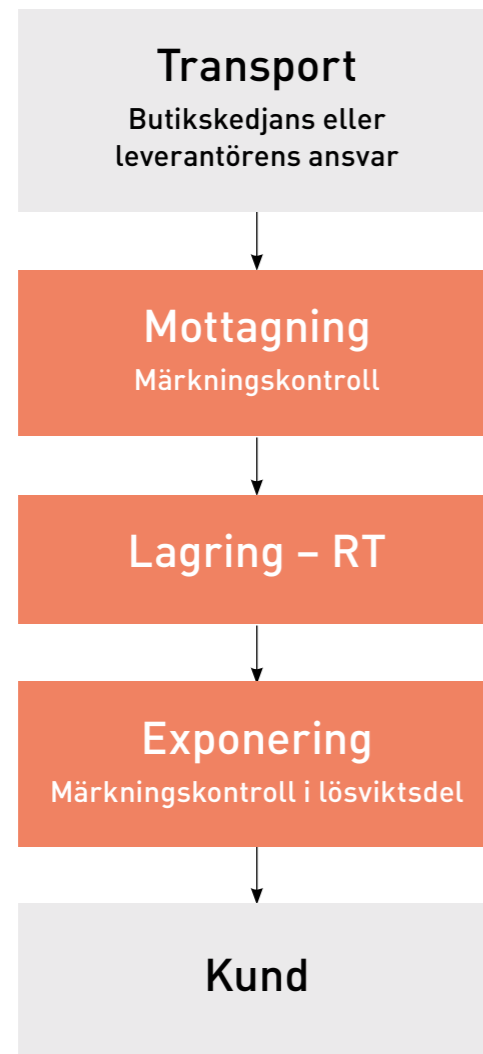 Transport
Butikskedjans eller
leverantörens ansvar
Mottagning
Märkningskontroll
Lagring – RT
Exponering
Märkningskontroll i lösviktsdel
Kund